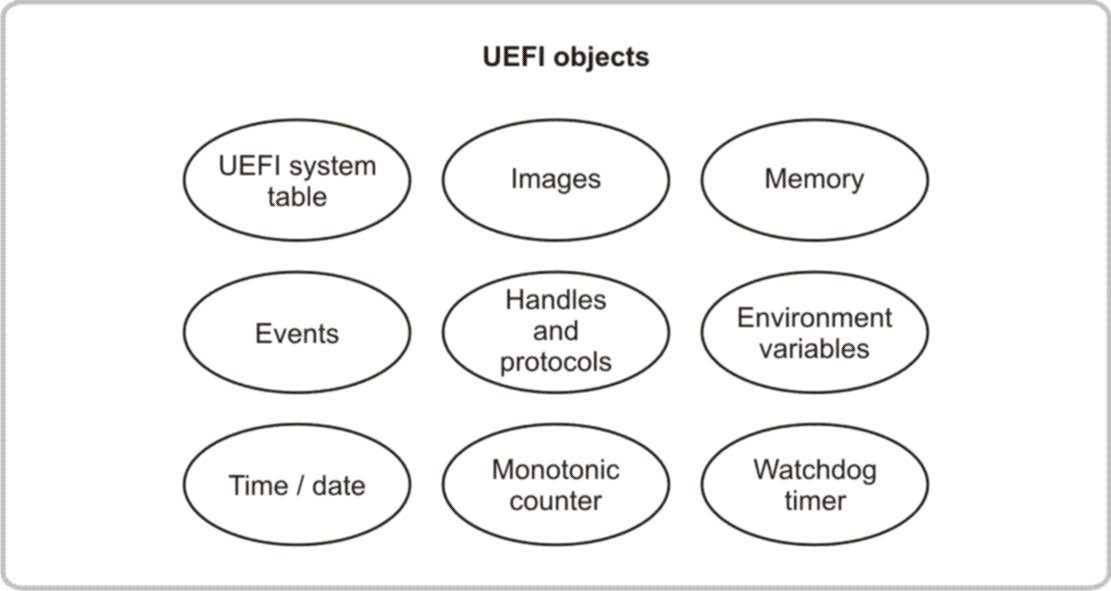 UEFI objects
UEFI system
table
Images
Memory
Events
Handles
and
protocols
Environment
variables
Time / date
Monotonic
counter
Watchdog
timer